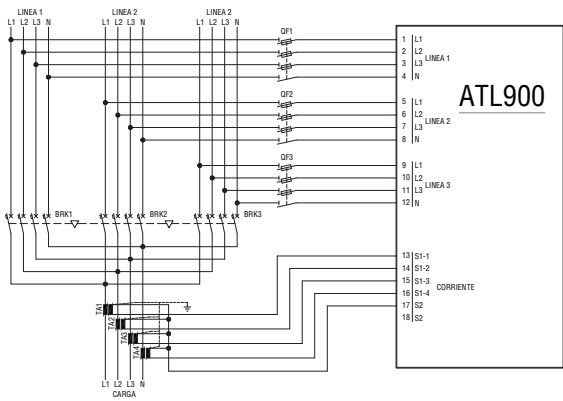 LINEA 1 LINEA 2 LINEA 2
L1 L2 L3 N L1 L2 L3 N L1 L2 L3 N
QF1
1 L1
2 L2
3 L3
4 N
LINEA 1
ATL900
QF2
5 L1
6 L2
7 L3
8 N
LINEA 2
QF3
9 L1
10 L2
11 L3
12 N
LINEA 3
BRK1 BRK2 BRK3
13 S1-1
14 S1-2
15 S1-3
16 S1-4
17 S2
18 S2
CORRIENTE
TA1
TA2
TA3
TA4
L1 L2 L3 N
CARGA